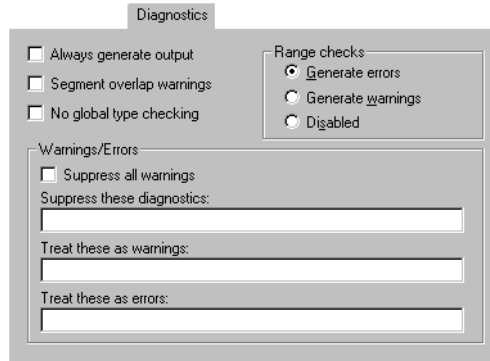 Diagnostics
Always generate output
Segment overlap warnings
No global type checking
Range checks
Generate errors
Generate warnings
Disabled
Warnings/Errors
Suppress all warnings
Suppress these diagnostics:
Treat these as warnings:
Treat these as errors: